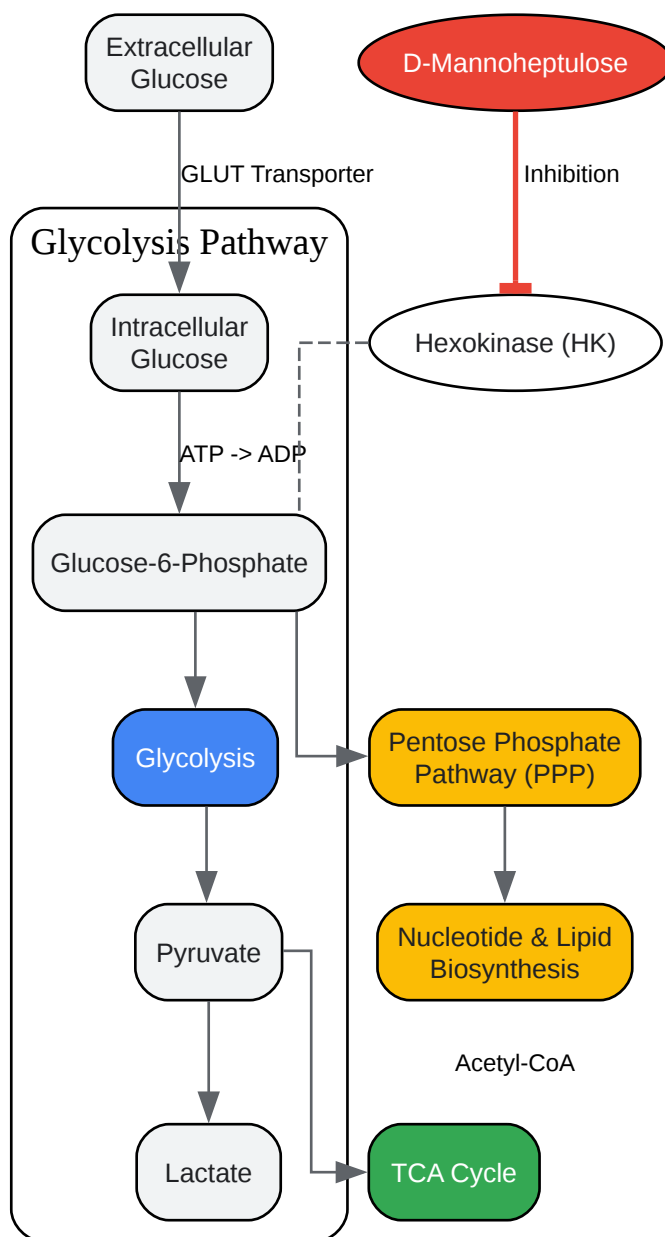 Extracellular
Glucose
D-Mannoheptulose
GLUT Transporter
Inhibition
Glycolysis Pathway
Intracellular
Glucose
Hexokinase (HK)
ATP -> ADP
Glucose-6-Phosphate
Glycolysis
Pentose Phosphate
Pathway (PPP)
Pyruvate
Nucleotide & Lipid
Biosynthesis
Acetyl-CoA
Lactate
TCA Cycle